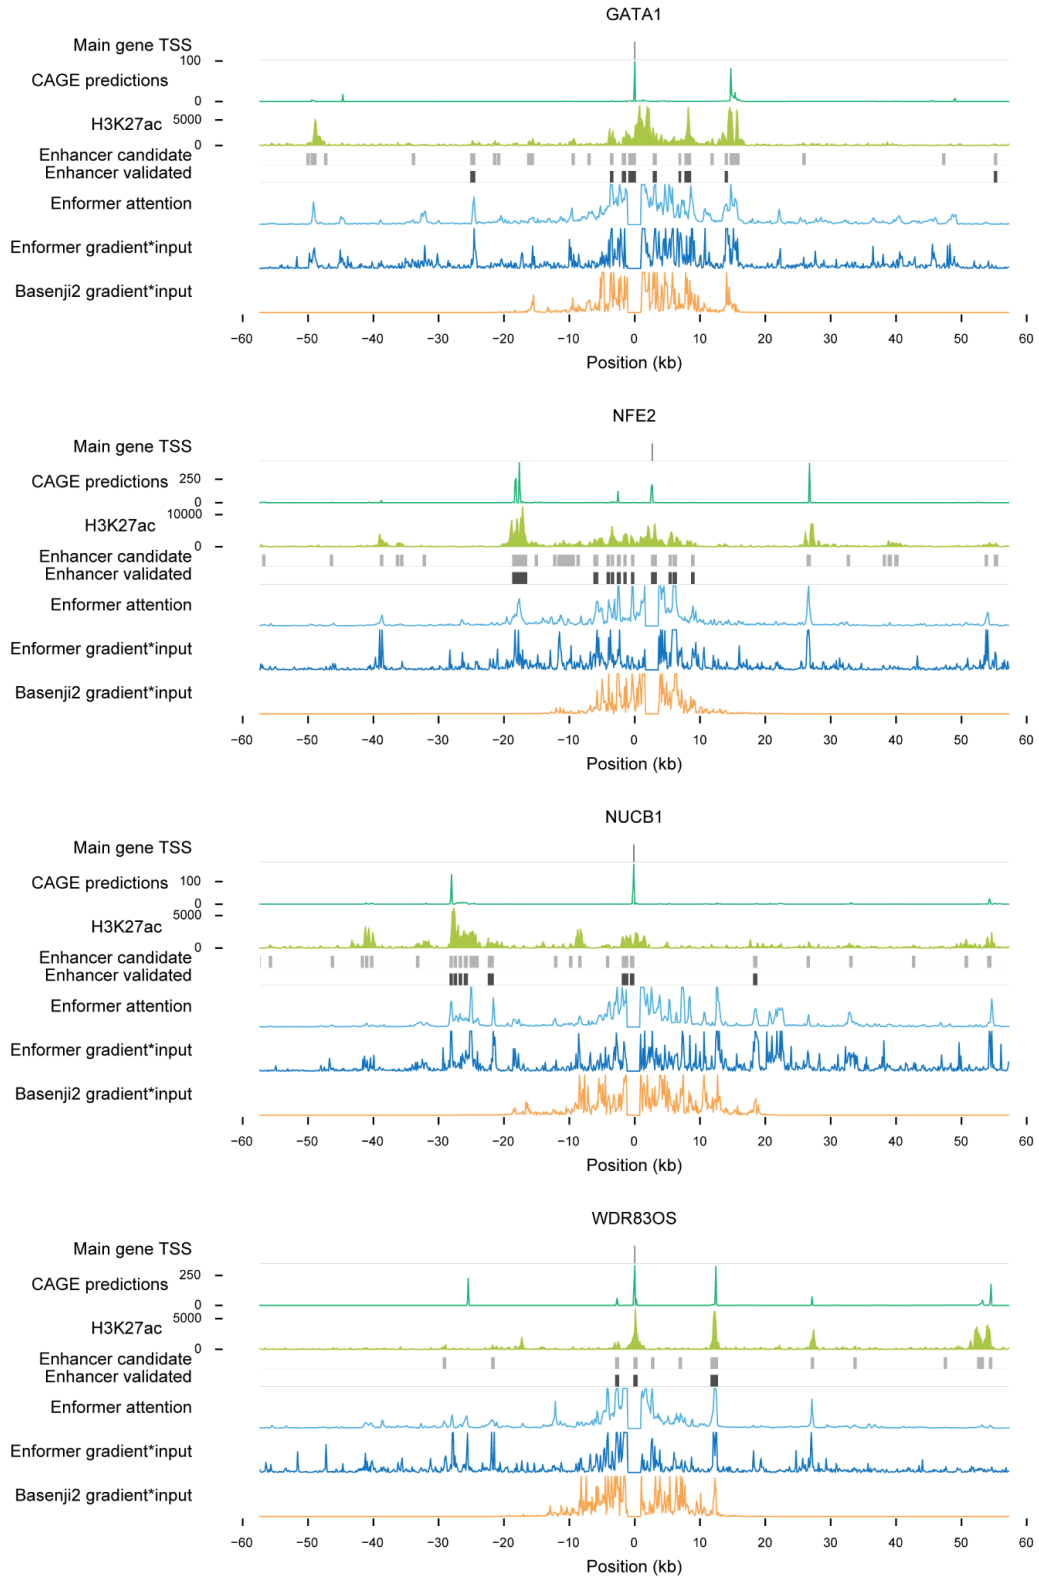 GATA1
Main gene TSS
100
CAGE predictions
0
H3K27ac 5000
0
Enhancer candidate
Enhancer validated
Enformer attention
Enformer gradient*input
Basenji2 gradient*input
−60 −50 −40 −30 −20 −10 0 10 20 30 40 50 60
Position (kb)
NFE2
Main gene TSS
CAGE predictions 250
0
10000
H3K27ac
0
Enhancer candidate
Enhancer validated
Enformer attention
Enformer gradient*input
Basenji2 gradient*input
−60 −50 −40 −30 −20 −10 0 10 20 30 40 50 60
Position (kb)
NUCB1
Main gene TSS
CAGE predictions 100
0
5000
H3K27ac
0
Enhancer candidate
Enhancer validated
Enformer attention
Enformer gradient*input
Basenji2 gradient*input
−60 −50 −40 −30 −20 −10 0 10 20 30 40 50 60
Position (kb)
WDR83OS
Main gene TSS
250
CAGE predictions
0
5000
H3K27ac
0
Enhancer candidate
Enhancer validated
Enformer attention
Enformer gradient*input
Basenji2 gradient*input
−60 −50 −40 −30 −20 −10 0 10 20 30 40 50 60
Position (kb)